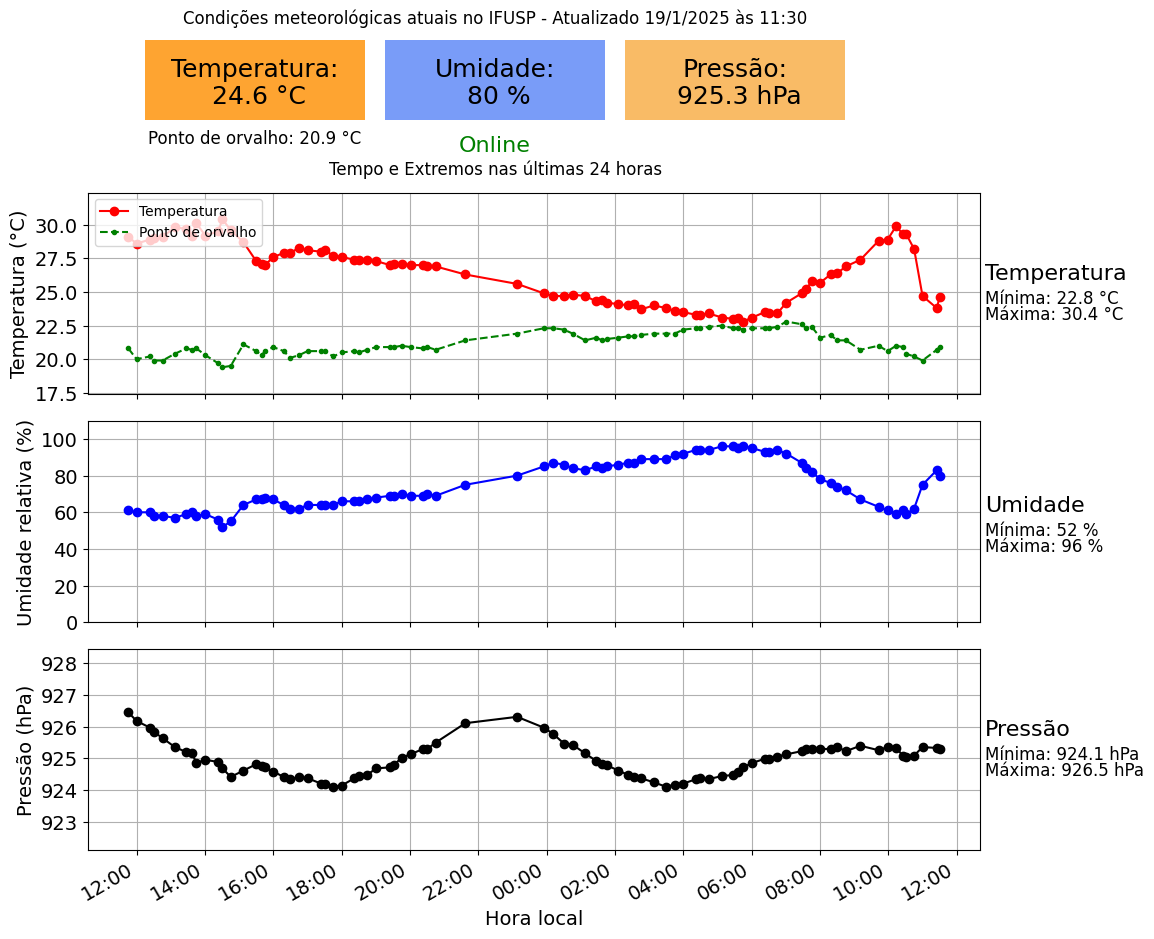 Condições meteorológicas atuais no IFUSP - Atualizado 19/1/2025 às 11:30
Temperatura:
24.6 °C
Umidade:
80 %
Pressão:
925.3 hPa
Ponto de orvalho: 20.9 °C
Online
Tempo e Extremos nas últimas 24 horas
Temperatura (°C)
30.0
27.5
25.0
22.5
20.0
17.5
Temperatura
Ponto de orvalho
Temperatura
Mínima: 22.8 °C
Máxima: 30.4 °C
Umidade relativa (%)
100
80
60
40
20
0
Umidade
Mínima: 52 %
Máxima: 96 %
Pressão (hPa)
928
927
926
925
924
923
Pressão
Mínima: 924.1 hPa
Máxima: 926.5 hPa
12:00 14:00 16:00 18:00 20:00 22:00 00:00 02:00 04:00 06:00 08:00 10:00 12:00
Hora local